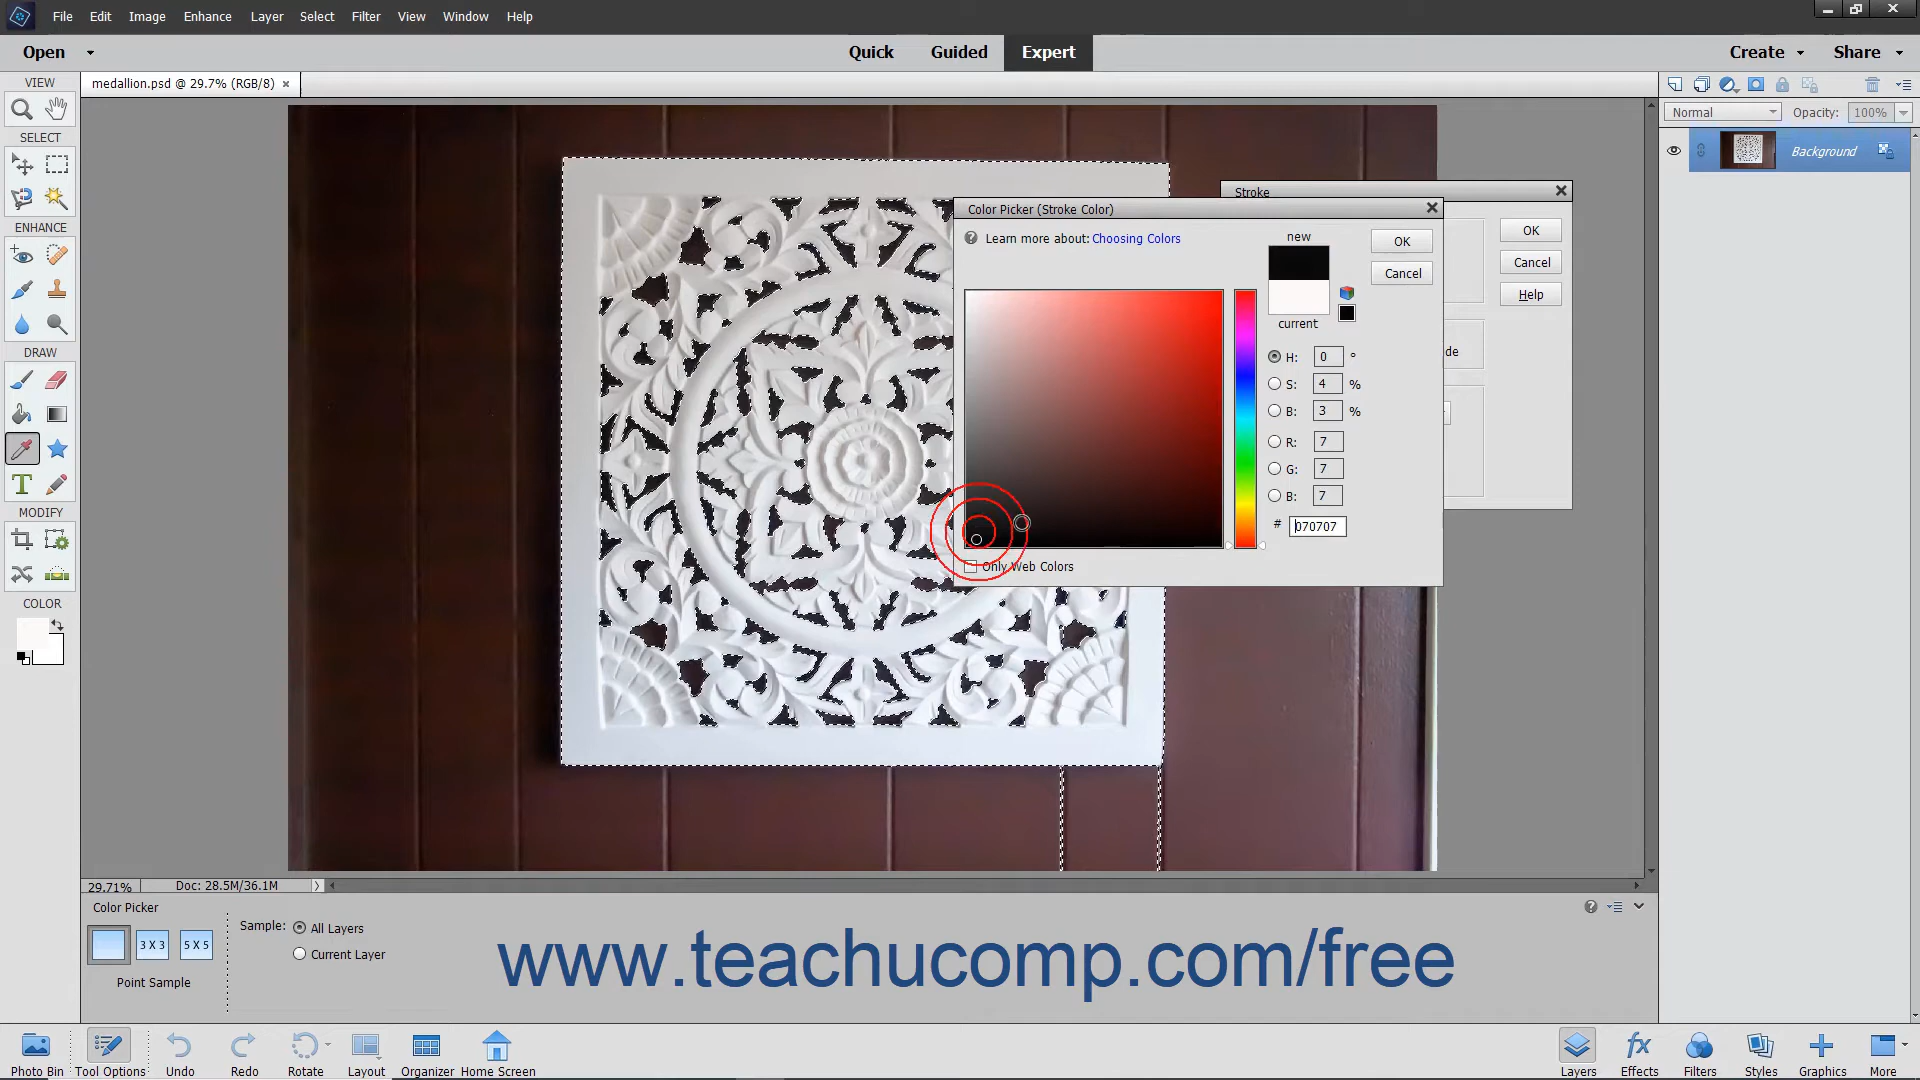 File Edit Image Enhance Layer Select Filter View Window Help
Open Quick Guided Expert Create Share
VIEW
medallion.psd @ 29.7% (RGB/8) ×
Normal Opacity: 100%
SELECT
Background
Stroke
Color Picker (Stroke Color)
Learn more about: Choosing Colors
new
OK
OK
ENHANCE
Cancel
Cancel
Help
current
DRAW
H: 0 °
de
S: 4 %
B: 3 %
R: 7
G: 7
B: 7
# 070707
Only Web Colors
MODIFY
COLOR
29.71% Doc: 28.5M/36.1M
Color Picker
Sample: All Layers
3 X 3 5 X 5
Current Layer
Point Sample
www.teachucomp.com/free
Photo Bin Tool Options Undo Redo Rotate Layout Organizer Home Screen
fx
Layers Effects Filters Styles Graphics More